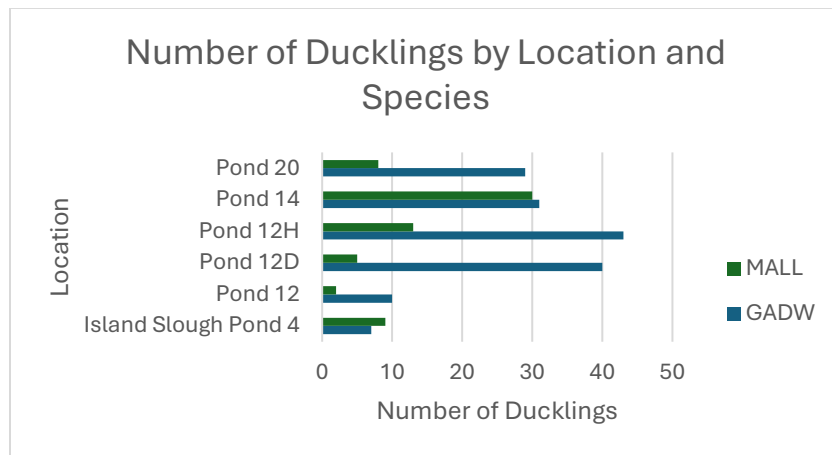 Number of Ducklings by Location and
Species
Location
Pond 20
Pond 14
Pond 12H
Pond 12D
Pond 12
Island Slough Pond 4
MALL
GADW
0 10 20 30 40 50
Number of Ducklings